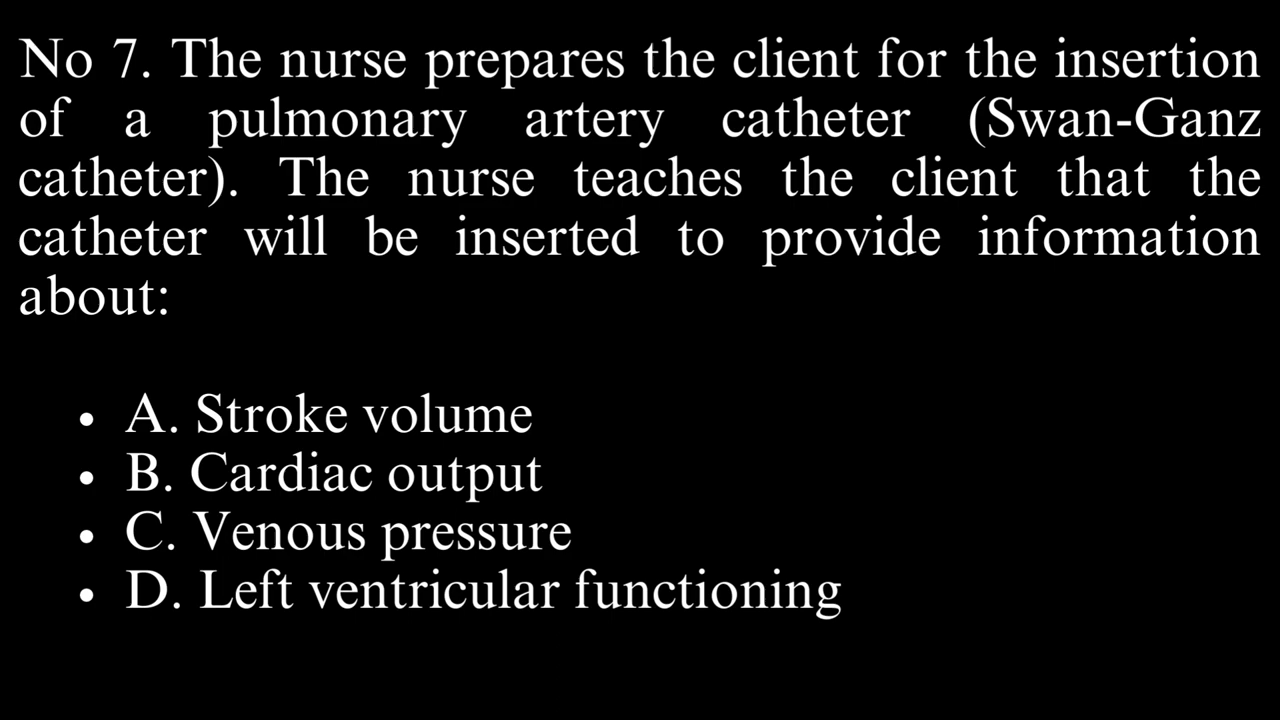 No 7. The nurse prepares the client for the insertion
of a pulmonary artery catheter (Swan-Ganz
catheter). The nurse teaches the client that the
catheter will be inserted to provide information
about:
• A. Stroke volume
• B. Cardiac output
• C. Venous pressure
• D. Left ventricular functioning